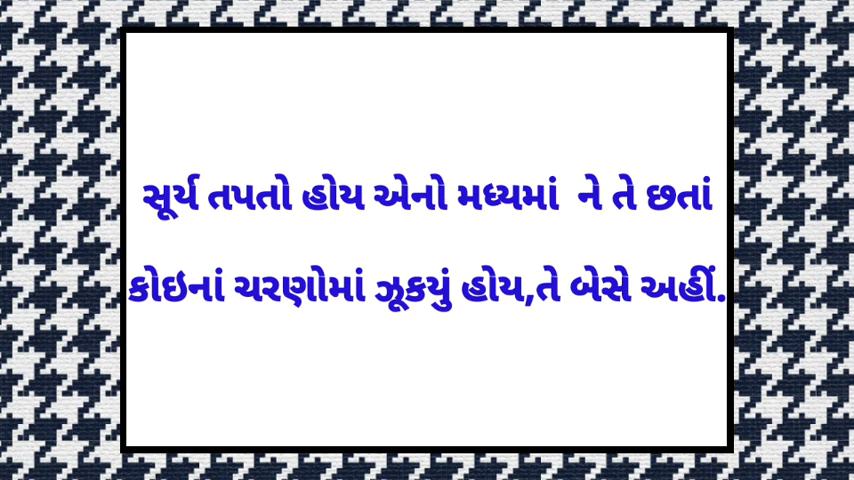 સૂર્ય તપતો હોય એનો મધ્યમાં ને તે છતાં
કોઇનાં ચરણોમાં ઝૂકયું હોય,તે બેસે અહીં.